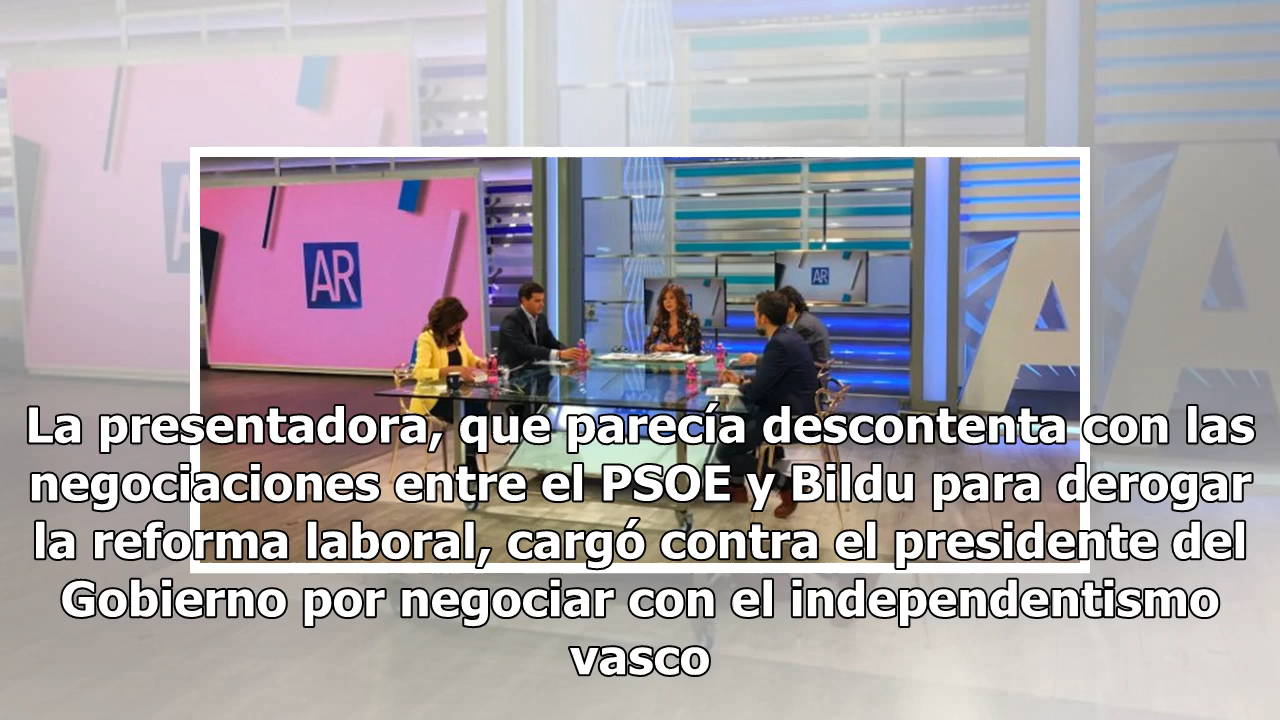 AR
AR
A
A
La presentadora, que parecía descontenta con las
negociaciones entre el PSOE y Bildu para derogar
la reforma laboral, cargó contra el presidente del
Gobierno por negociar con el independentismo
vasco